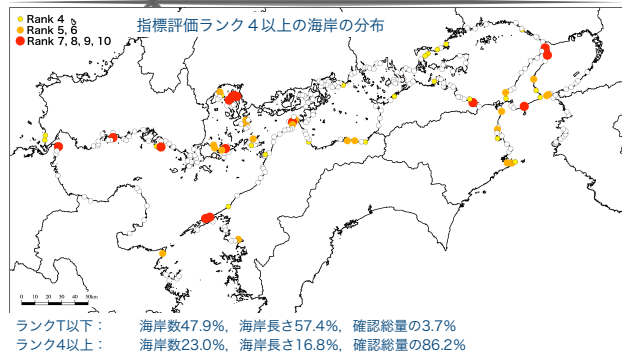 指標評価ランク４以上の海岸の分布
Rank 4
Rank 5, 6
Rank 7, 8, 9, 10
0 10 20 30 40 50km
ランクT以下： 海岸数47.9%, 海岸長さ57.4%, 確認総量の3.7%
ランク4以上： 海岸数23.0%, 海岸長さ16.8%, 確認総量の86.2%